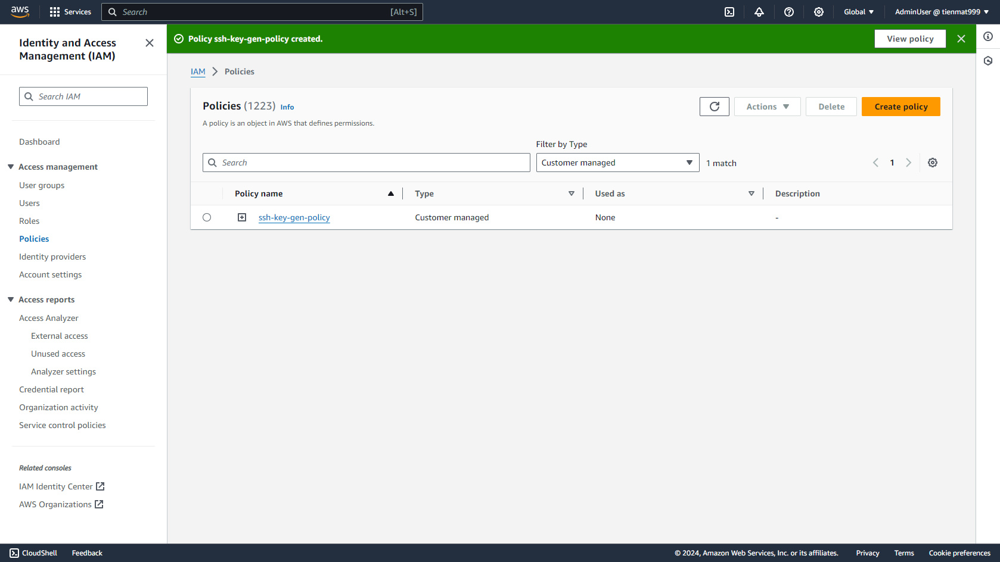 aws
Services
Search
[Alt+S]
Global
AdminUser @ tienmat999
Identity and Access
Management (IAM)
Search IAM
Dashboard
Access management
User groups
Users
Roles
Policies
Identity providers
Account settings
Access reports
Access Analyzer
External access
Unused access
Analyzer settings
Credential report
Organization activity
Service control policies
Related consoles
IAM Identity Center
AWS Organizations
Policy ssh-key-gen-policy created.
View policy
IAM > Policies
Policies (1223) Info
A policy is an object in AWS that defines permissions.
Actions
Delete
Create policy
Filter by Type
Search
Customer managed
1 match
1
Policy name Type Used as Description
ssh-key-gen-policy Customer managed None -
CloudShell Feedback
© 2024, Amazon Web Services, Inc. or its affiliates. Privacy Terms Cookie preferences